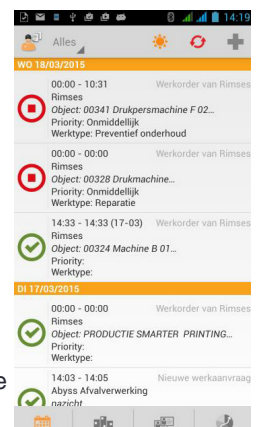 14:19
Alles
WO 18/03/2015
00:00 - 10:31 Werkorder van Rimses
Rimses
Object: 00341 Drukpersmachine F 02...
Priority: Onmiddellijk
Werktype: Preventief onderhoud
00:00 - 00:00 Werkorder van Rimses
Rimses
Object: 00328 Drukmachine...
Priority: Onmiddellijk
Werktype: Reparatie
14:33 - 14:33 (17-03) Werkorder van Rimses
Rimses
Object: 00324 Machine B 01...
Priority:
Werktype:
DI 17/03/2015
00:00 - 00:00 Werkorder van Rimses
Rimses
Object: PRODUCTIE SMARTER PRINTING...
Priority:
Werktype:
e
14:03 - 14:05 Nieuwe werkaanvraag
Abyss Afvalverwerking
nazicht